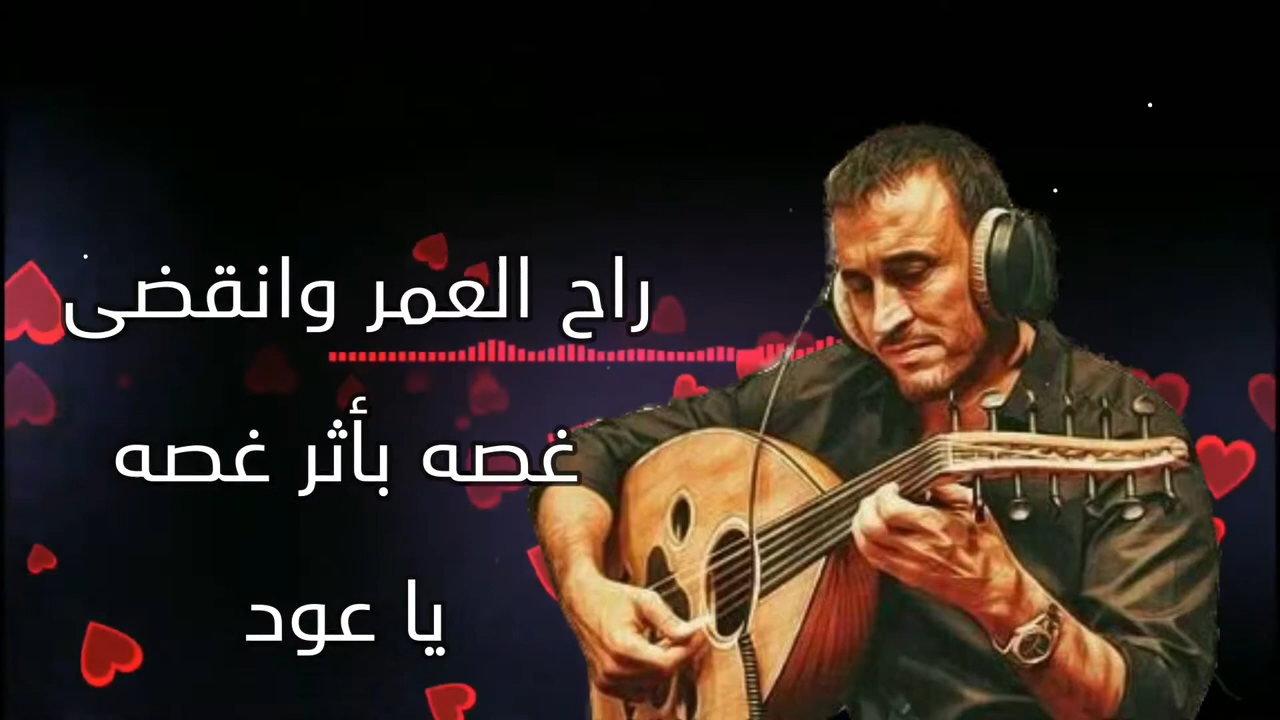 راح العمر وانقضى
غصه بأثر غصه
يا عود